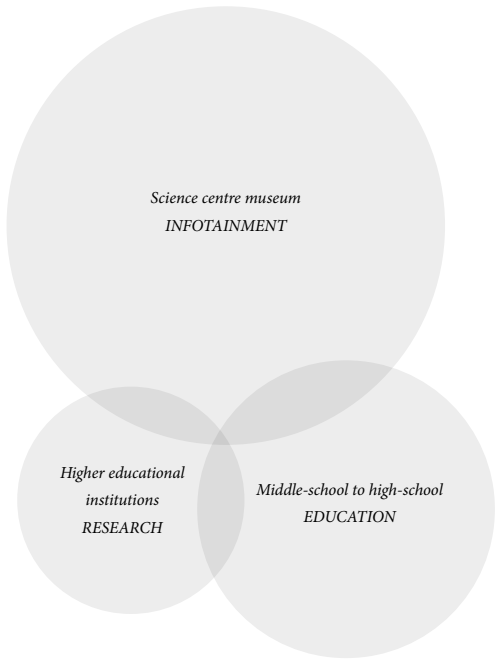 Science centre museum
INFOTAINMENT
Higher educational
institutions
RESEARCH
Middle-school to high-school
EDUCATION